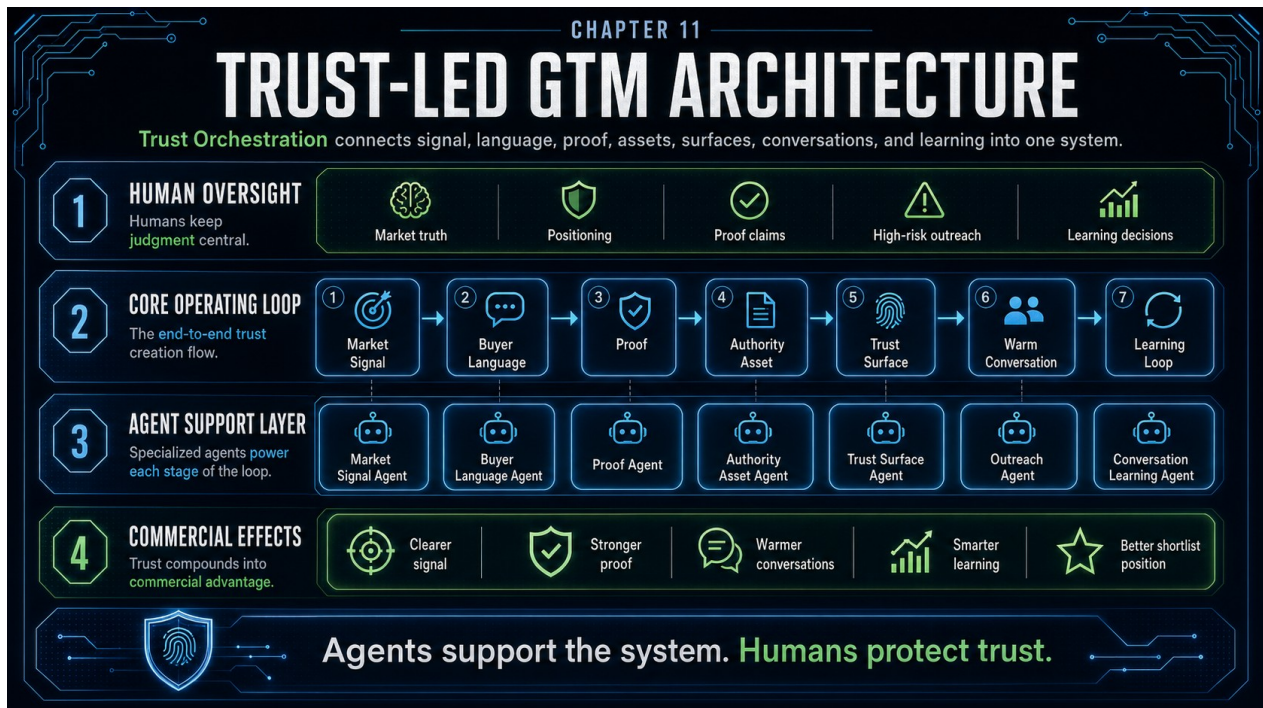 CHAPTER 11
TRUST-LED GTM ARCHITECTURE
Trust Orchestration connects signal, language, proof, assets, surfaces, conversations, and learning into one system.
1
HUMAN OVERSIGHT
Humans keep
judgment central.
Market truth
Positioning
Proof claims
High-risk outreach
Learning decisions
2
CORE OPERATING LOOP
The end-to-end trust
creation flow.
1
Market
Signal
2
Buyer
Language
3
Proof
4
Authority
Asset
5
Trust
Surface
6
Warm
Conversation
7
Learning
Loop
3
AGENT SUPPORT LAYER
Specialized agents power
each stage of the loop.
Market
Signal Agent
Buyer
Language Agent
Proof Agent
Authority
Asset Agent
Trust Surface
Agent
Outreach
Agent
Conversation
Learning Agent
4
COMMERCIAL EFFECTS
Trust compounds into
commercial advantage.
Clearer
signal
Stronger
proof
Warmer
conversations
Smarter
learning
Better shortlist
position
Agents support the system. Humans protect trust.